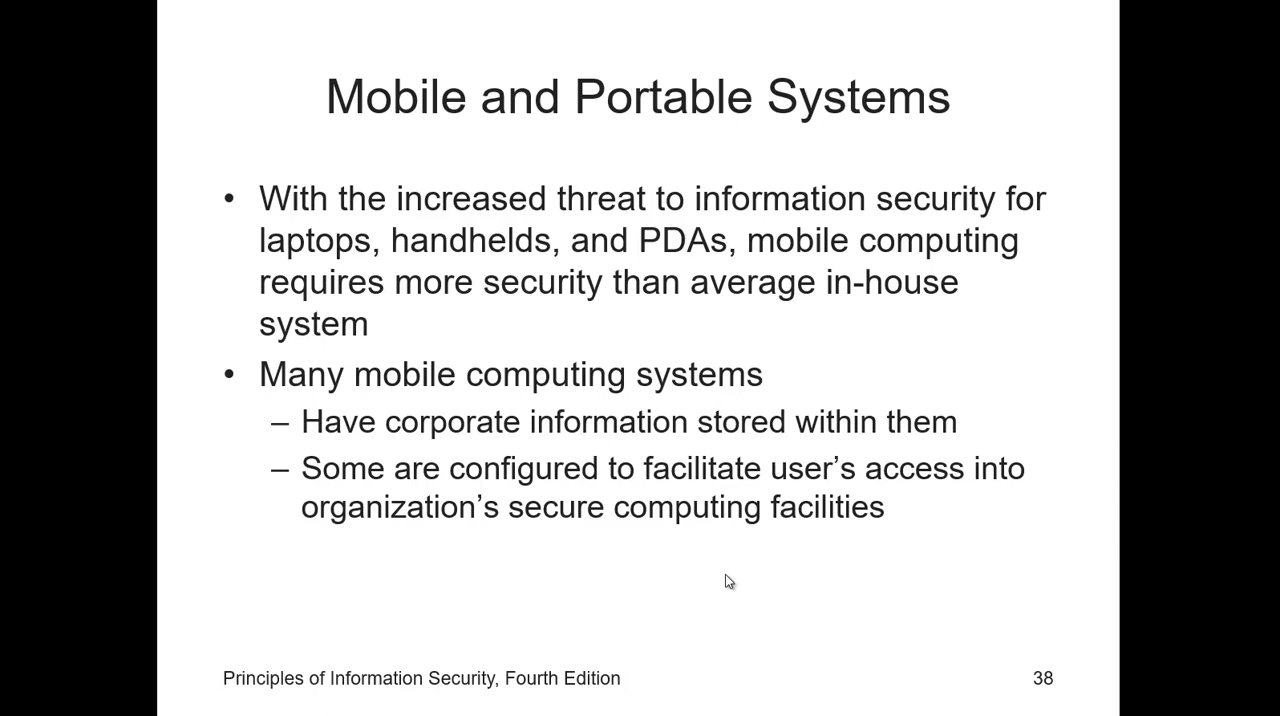 Mobile and Portable Systems
• With the increased threat to information security for
laptops, handhelds, and PDAs, mobile computing
requires more security than average in-house
system
• Many mobile computing systems
– Have corporate information stored within them
– Some are configured to facilitate user’s access into
organization’s secure computing facilities
Principles of Information Security, Fourth Edition
38